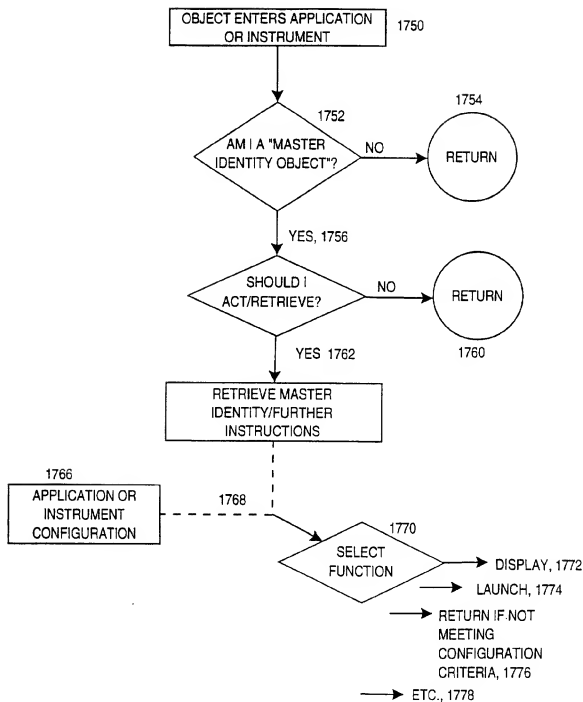 OBJECT ENTERS APPLICATION
OR INSTRUMENT
1750
1752
1754
AM I A "MASTER
IDENTITY OBJECT"?
NO
RETURN
YES, 1756
SHOULD I
ACT/RETRIEVE?
NO
RETURN
1760
YES 1762
RETRIEVE MASTER
IDENTITY/FURTHER
INSTRUCTIONS
1766
APPLICATION OR
INSTRUMENT
CONFIGURATION
1768
1770
SELECT
FUNCTION
DISPLAY, 1772
LAUNCH, 1774
RETURN IF NOT
MEETING
CONFIGURATION
CRITERIA, 1776
ETC., 1778